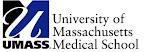 UMASS
University of
Massachusetts
Medical School